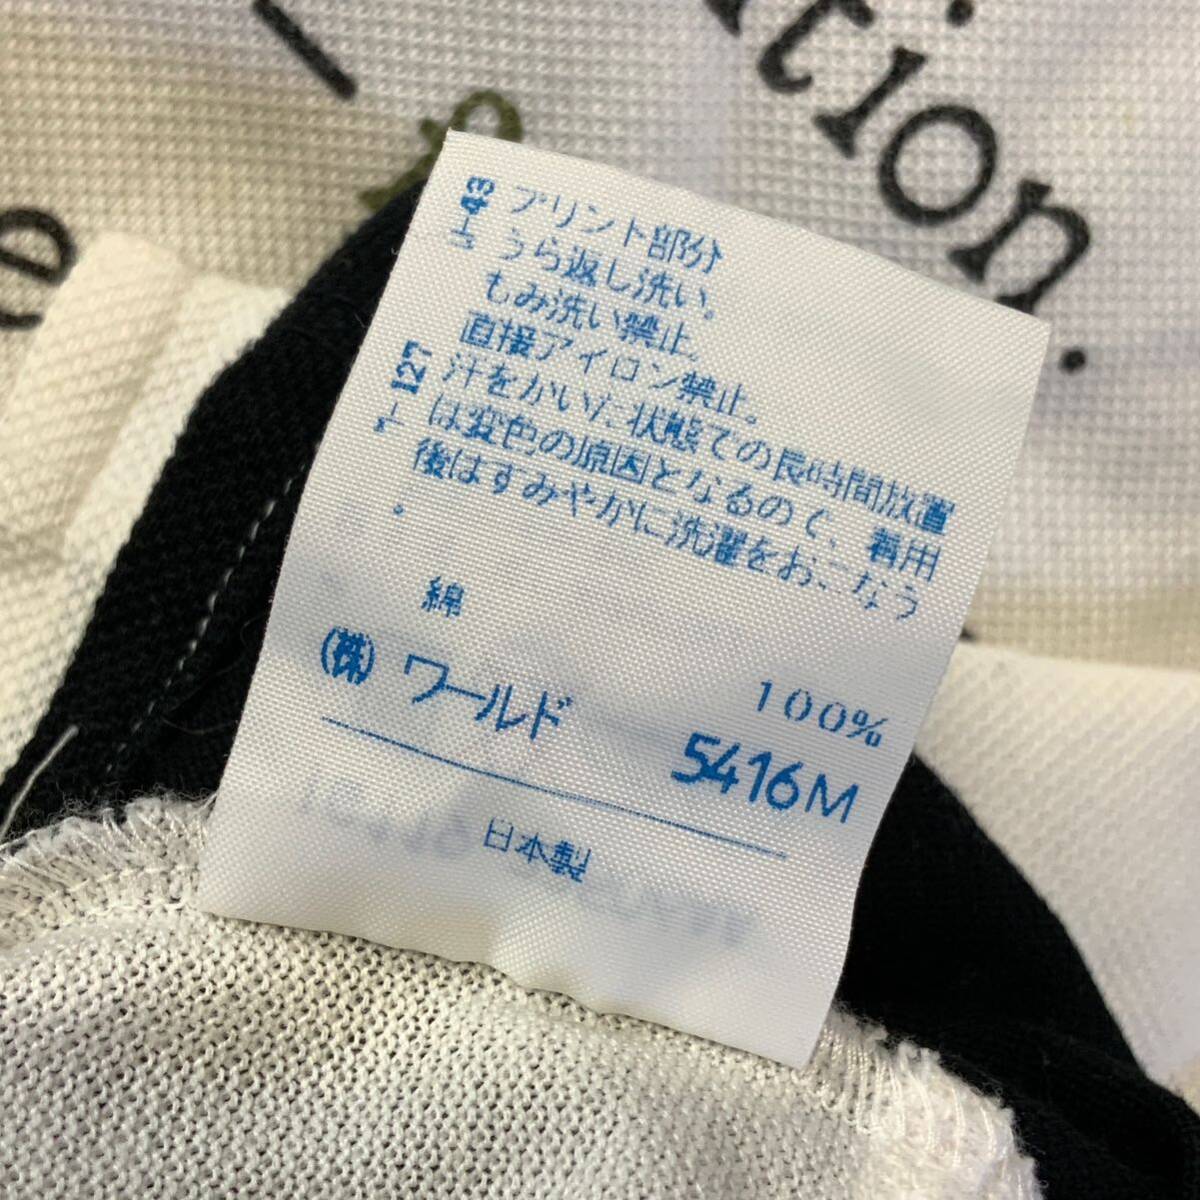 ition.
e
J-43 プリント部分
うら返し洗い。
もみ洗い禁止。
直接アイロン禁止。
127 汗をかいた状態での長時間放置
は変色の原因となるので、着用
後はすみやかに洗濯をおこなう
。
綿 100%
(株)ワールド 5416M
日本製